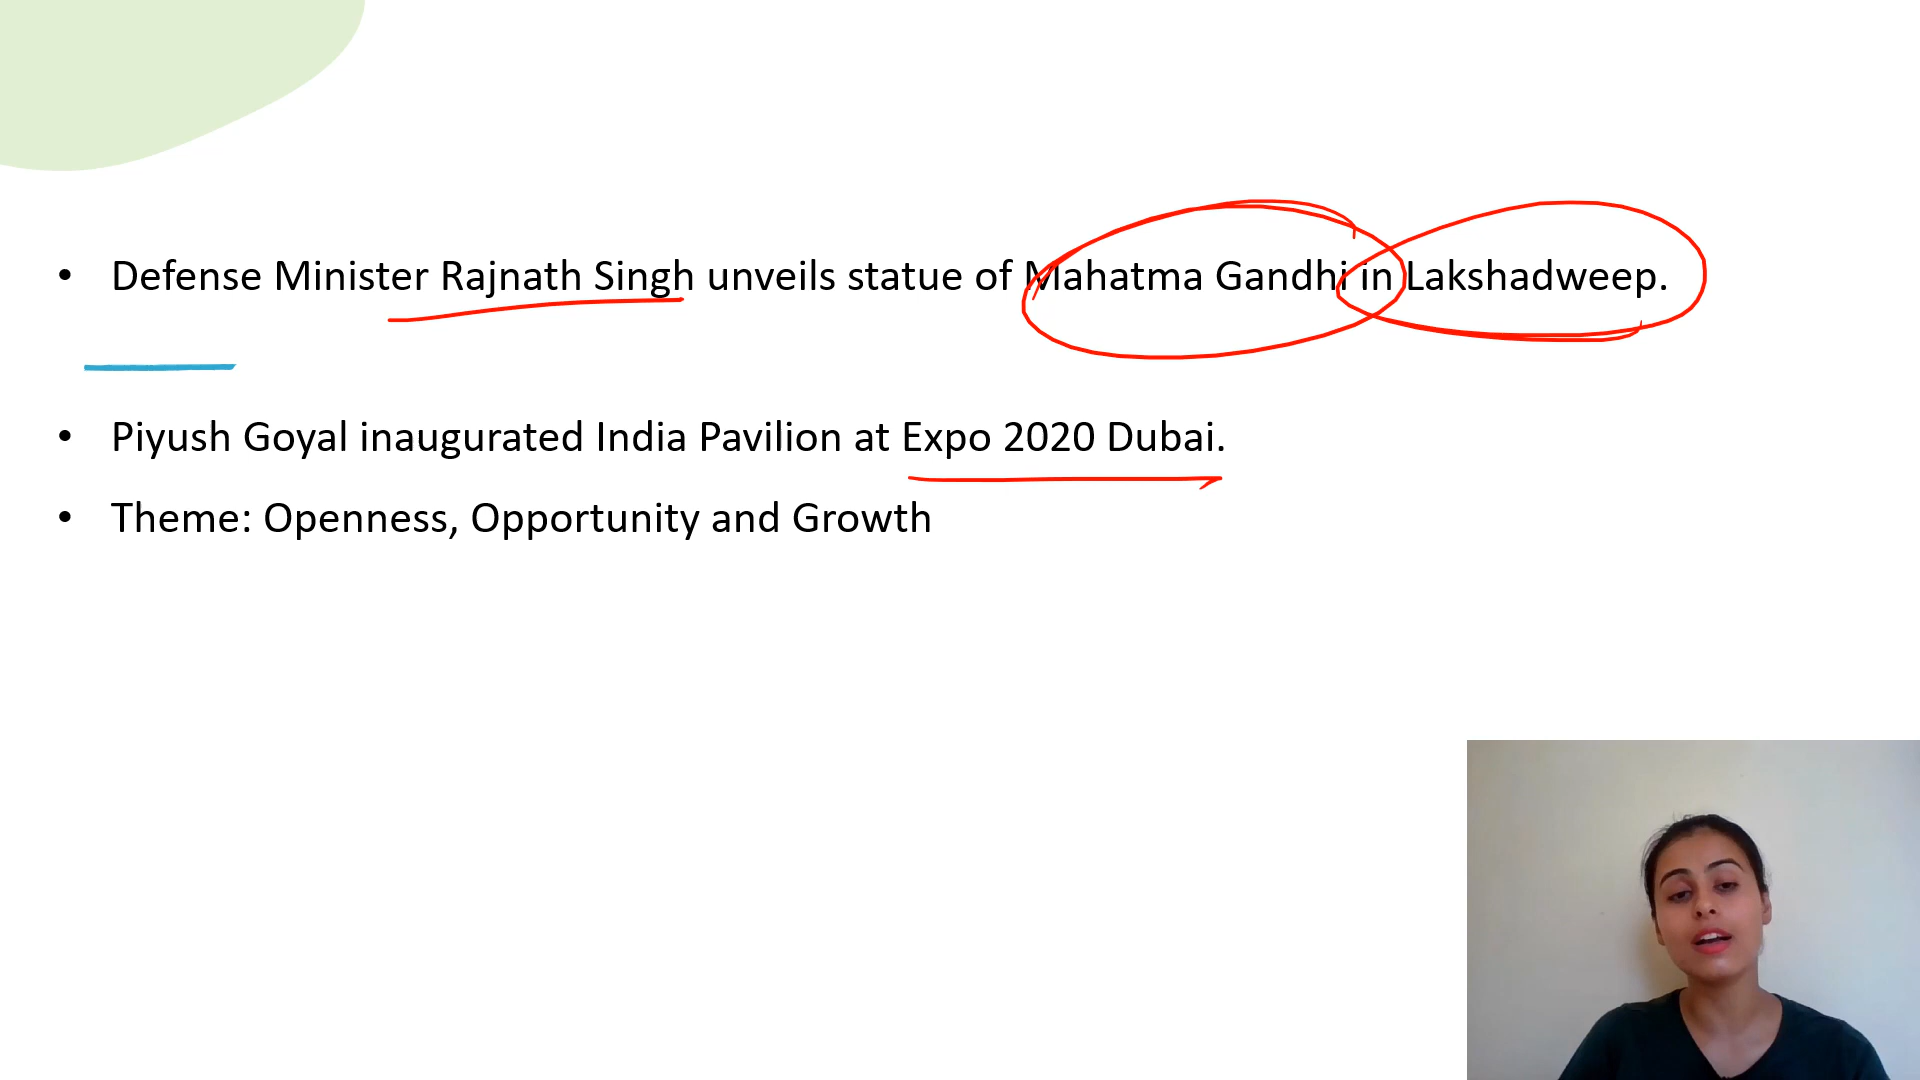 • Defense Minister Rajnath Singh unveils statue of Mahatma Gandhi in Lakshadweep.
• Piyush Goyal inaugurated India Pavilion at Expo 2020 Dubai.
• Theme: Openness, Opportunity and Growth